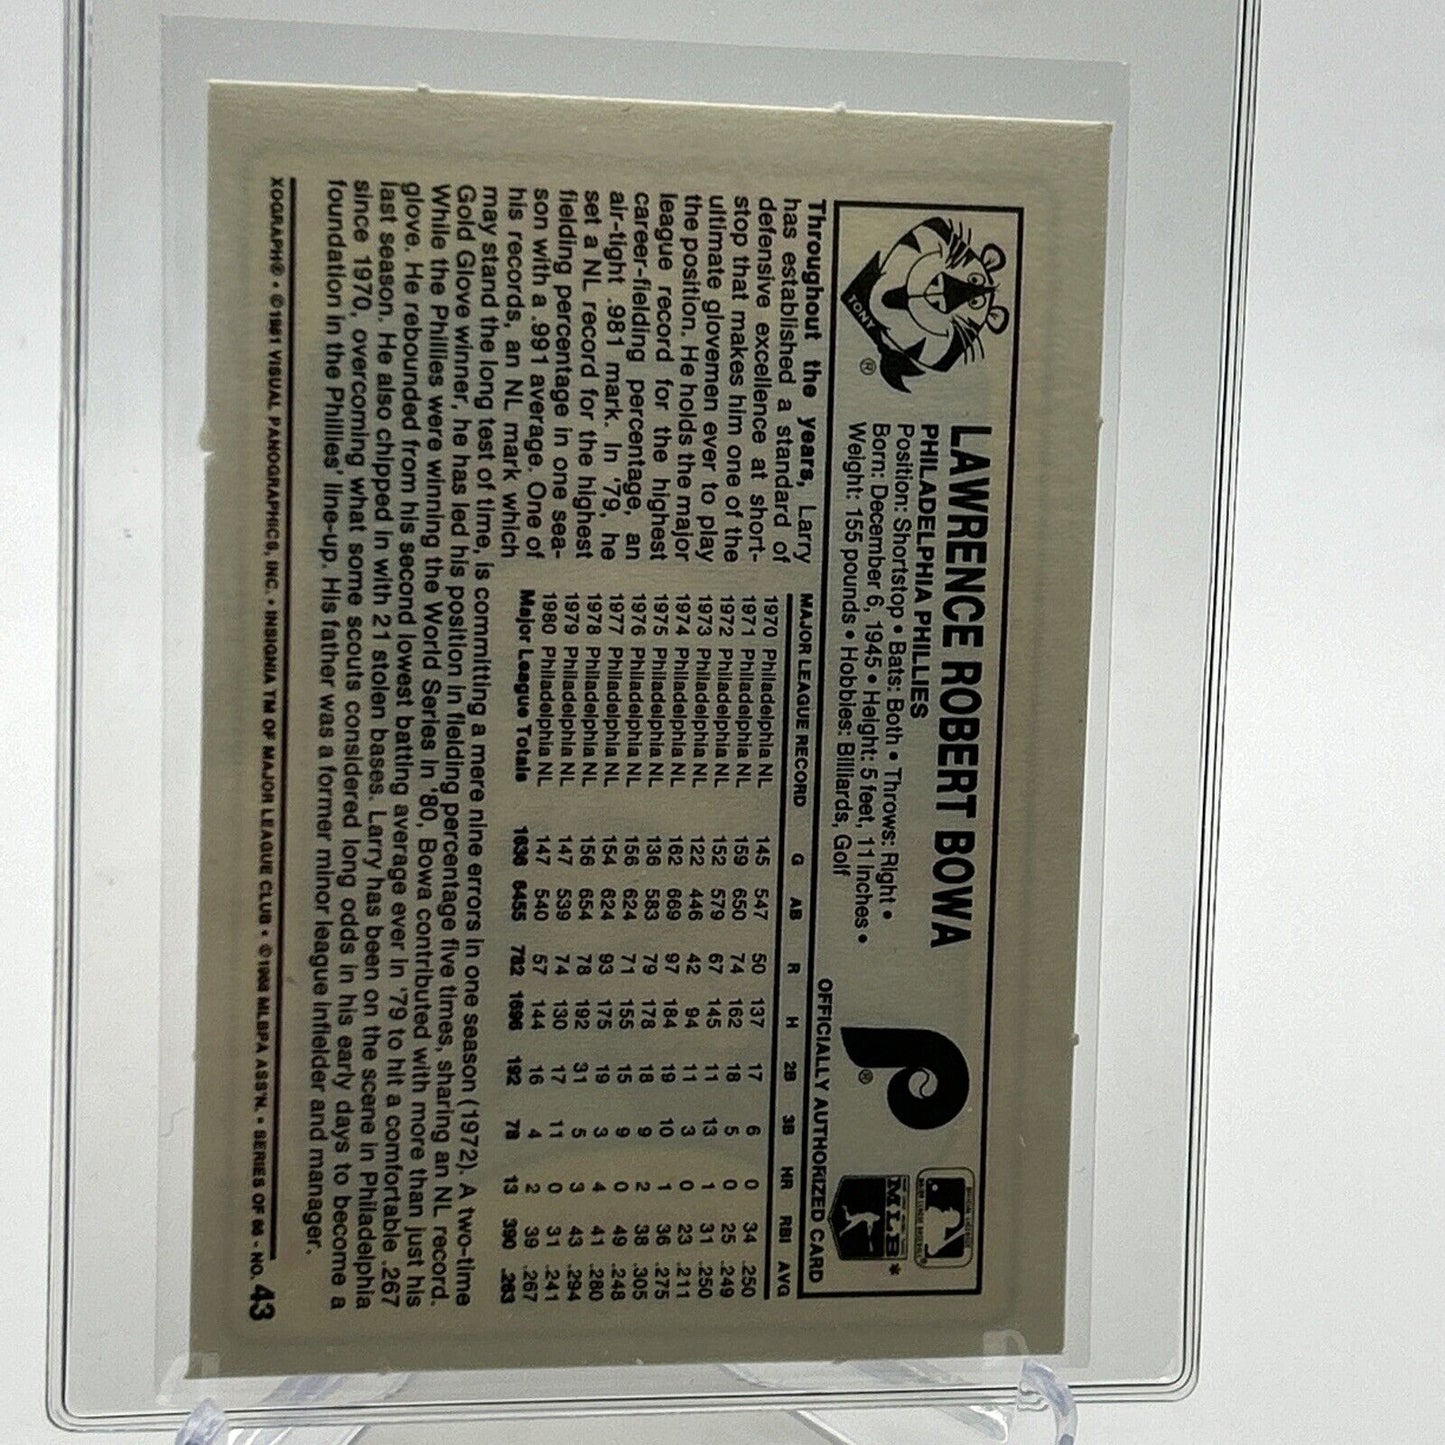 TONY
®
LAWRENCE ROBERT BOWA
PHILADELPHIA PHILLIES
Position: Shortstop • Bats: Both • Throws: Right •
Born: December 6, 1945 • Height: 5 feet, 11 inches •
Weight: 155 pounds • Hobbies: Billiards, Golf
®
MLB*
OFFICIALLY AUTHORIZED CARD
Throughout the years, Larry
has established a standard of
defensive excellence at short-
stop that makes him one of the
ultimate glovemen ever to play
the position. He holds the major
league record for the highest
career-fielding percentage, an
air-tight .981 mark. In '79, he
set a NL record for the highest
fielding percentage in one sea-
son with a .991 average. One of
his records, an NL mark which
MAJOR LEAGUE RECORD G AB R H 2B 3B HR RBI AVG
1970 Philadelphia NL 145 547 50 137 17 6 0 34 .250
1971 Philadelphia NL 159 650 74 162 18 5 0 25 .249
1972 Philadelphia NL 152 579 67 145 11 13 1 31 .250
1973 Philadelphia NL 122 446 42 94 11 3 0 23 .211
1974 Philadelphia NL 162 669 97 184 19 10 1 36 .275
1975 Philadelphia NL 136 583 79 178 18 9 2 38 .305
1976 Philadelphia NL 156 624 71 155 15 9 0 49 .248
1977 Philadelphia NL 154 624 93 175 19 3 4 41 .280
1978 Philadelphia NL 156 654 78 192 31 5 3 43 .294
1979 Philadelphia NL 147 539 74 130 17 11 0 31 .241
1980 Philadelphia NL 147 540 57 144 16 4 2 39 .267
Major League Totals 1636 6455 782 1696 192 78 13 390 .263
may stand the long test of time, is committing a mere nine errors in one season (1972). A two-time
Gold Glove winner, he has led his position in fielding percentage five times, sharing an NL record.
While the Phillies were winning the World Series in '80, Bowa contributed with more than just his
glove. He rebounded from his second lowest batting average ever in '79 to hit a comfortable .267
last season. He also chipped in with 21 stolen bases. Larry has been on the scene in Philadelphia
since 1970, overcoming what some scouts considered long odds in his early days to become a
foundation in the Phillies' line-up. His father was a former minor league infielder and manager.
XOGRAPH® • ©1981 VISUAL PANOGRAPHICS, INC. • INSIGNIA TM OF MAJOR LEAGUE CLUB • ©1968 MLBPA ASS'N. • SERIES OF 66 - NO. 43